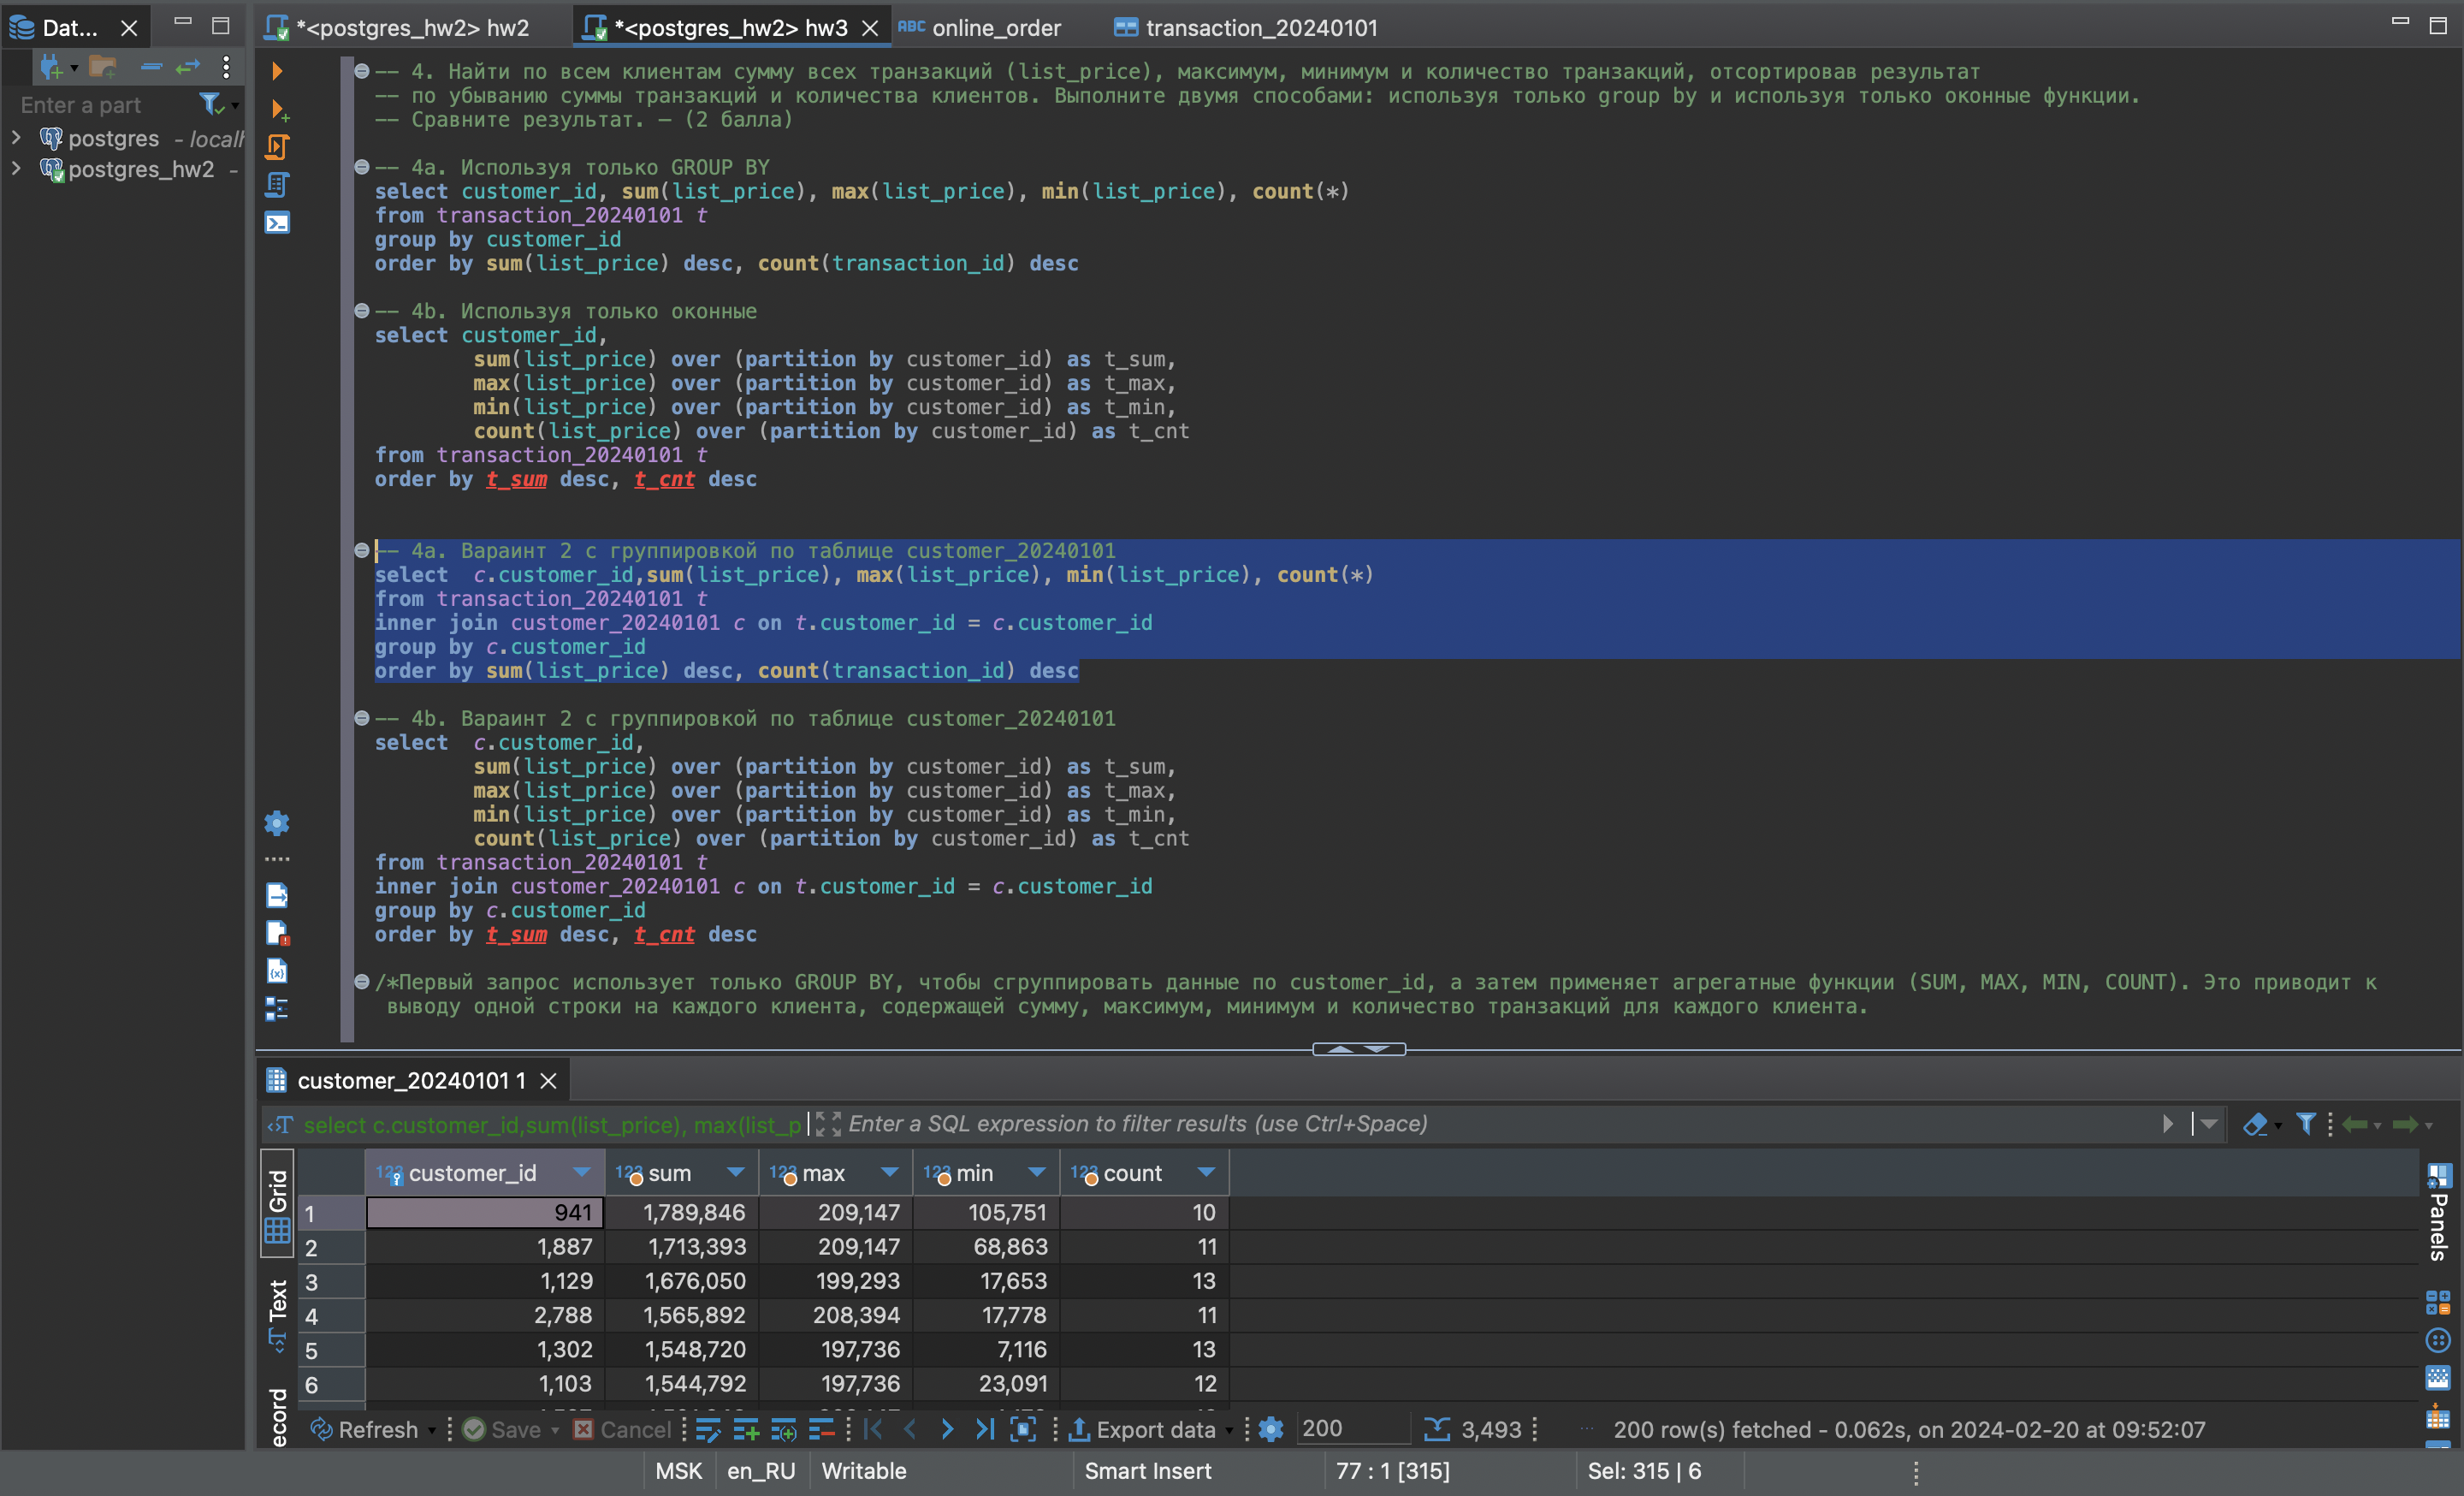 Dat...
*<postgres_hw2> hw2
*<postgres_hw2> hw3
ABC online_order
transaction_20240101
Enter a part
postgres - localh
postgres_hw2 -
-- 4. Найти по всем клиентам сумму всех транзакций (list_price), максимум, минимум и количество транзакций, отсортировав результат
-- по убыванию суммы транзакций и количества клиентов. Выполните двумя способами: используя только group by и используя только оконные функции.
-- Сравните результат. — (2 балла)
-- 4a. Используя только GROUP BY
select customer_id, sum(list_price), max(list_price), min(list_price), count(*)
from transaction_20240101 t
group by customer_id
order by sum(list_price) desc, count(transaction_id) desc
-- 4b. Используя только оконные
select customer_id,
sum(list_price) over (partition by customer_id) as t_sum,
max(list_price) over (partition by customer_id) as t_max,
min(list_price) over (partition by customer_id) as t_min,
count(list_price) over (partition by customer_id) as t_cnt
from transaction_20240101 t
order by t_sum desc, t_cnt desc
-- 4a. Вараинт 2 с группировкой по таблице customer_20240101
select  c.customer_id,sum(list_price), max(list_price), min(list_price), count(*)
from transaction_20240101 t
inner join customer_20240101 c on t.customer_id = c.customer_id
group by c.customer_id
order by sum(list_price) desc, count(transaction_id) desc
-- 4b. Вараинт 2 с группировкой по таблице customer_20240101
select  c.customer_id,
sum(list_price) over (partition by customer_id) as t_sum,
max(list_price) over (partition by customer_id) as t_max,
min(list_price) over (partition by customer_id) as t_min,
count(list_price) over (partition by customer_id) as t_cnt
from transaction_20240101 t
inner join customer_20240101 c on t.customer_id = c.customer_id
group by c.customer_id
order by t_sum desc, t_cnt desc
/*Первый запрос использует только GROUP BY, чтобы сгруппировать данные по customer_id, а затем применяет агрегатные функции (SUM, MAX, MIN, COUNT). Это приводит к
выводу одной строки на каждого клиента, содержащей сумму, максимум, минимум и количество транзакций для каждого клиента.
customer_20240101 1
select c.customer_id,sum(list_price), max(list_p
Enter a SQL expression to filter results (use Ctrl+Space)
Grid
Text
ecord
Panels
123 customer_id 123 sum 123 max 123 min 123 count
1 941 1,789,846 209,147 105,751 10
2 1,887 1,713,393 209,147 68,863 11
3 1,129 1,676,050 199,293 17,653 13
4 2,788 1,565,892 208,394 17,778 11
5 1,302 1,548,720 197,736 7,116 13
6 1,103 1,544,792 197,736 23,091 12
Refresh Save Cancel Export data 200 3,493 ... 200 row(s) fetched - 0.062s, on 2024-02-20 at 09:52:07
MSK en_RU Writable Smart Insert 77 : 1 [315] Sel: 315 | 6